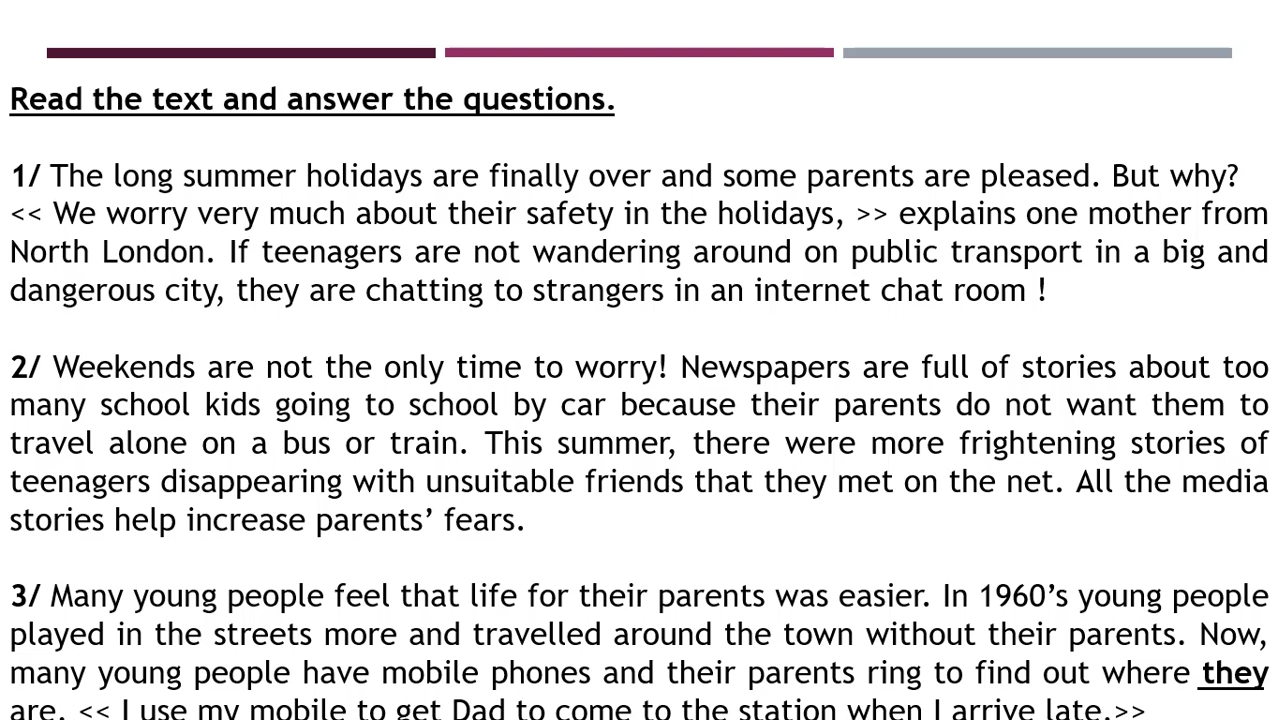 Read the text and answer the questions.
1/ The long summer holidays are finally over and some parents are pleased. But why?
<< We worry very much about their safety in the holidays, >> explains one mother from
North London. If teenagers are not wandering around on public transport in a big and
dangerous city, they are chatting to strangers in an internet chat room !
2/ Weekends are not the only time to worry! Newspapers are full of stories about too
many school kids going to school by car because their parents do not want them to
travel alone on a bus or train. This summer, there were more frightening stories of
teenagers disappearing with unsuitable friends that they met on the net. All the media
stories help increase parents’ fears.
3/ Many young people feel that life for their parents was easier. In 1960’s young people
played in the streets more and travelled around the town without their parents. Now,
many young people have mobile phones and their parents ring to find out where they
are. << I use my mobile to get Dad to come to the station when I arrive late.>>